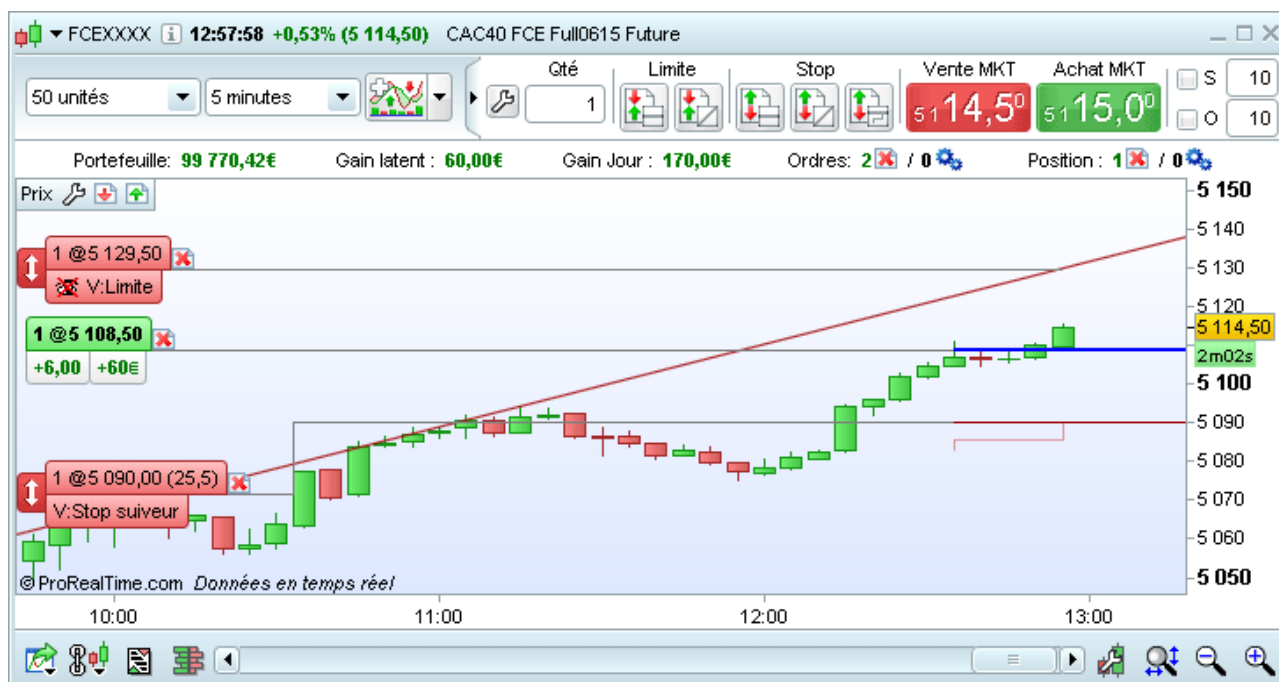 FCEXXXX 12:57:58 +0,53% (5 114,50) CAC40 FCE Full0615 Future
50 unités 5 minutes
Qté Limite Stop Vente MKT Achat MKT
1 5114,5⁰ 5115,0⁰
S 10
O 10
Portefeuille: 99 770,42€ Gain latent : 60,00€ Gain Jour : 170,00€ Ordres: 2 / 0 Position : 1 / 0
Prix
1 @5 129,50
V:Limite
1 @5 108,50
+6,00 +60€
1 @5 090,00 (25,5)
V:Stop suiveur
5 150
5 140
5 130
5 120
5 114,50
2m02s
5 100
5 090
5 080
5 070
5 060
5 050
© ProRealTime.com Données en temps réel
10:00 11:00 12:00 13:00